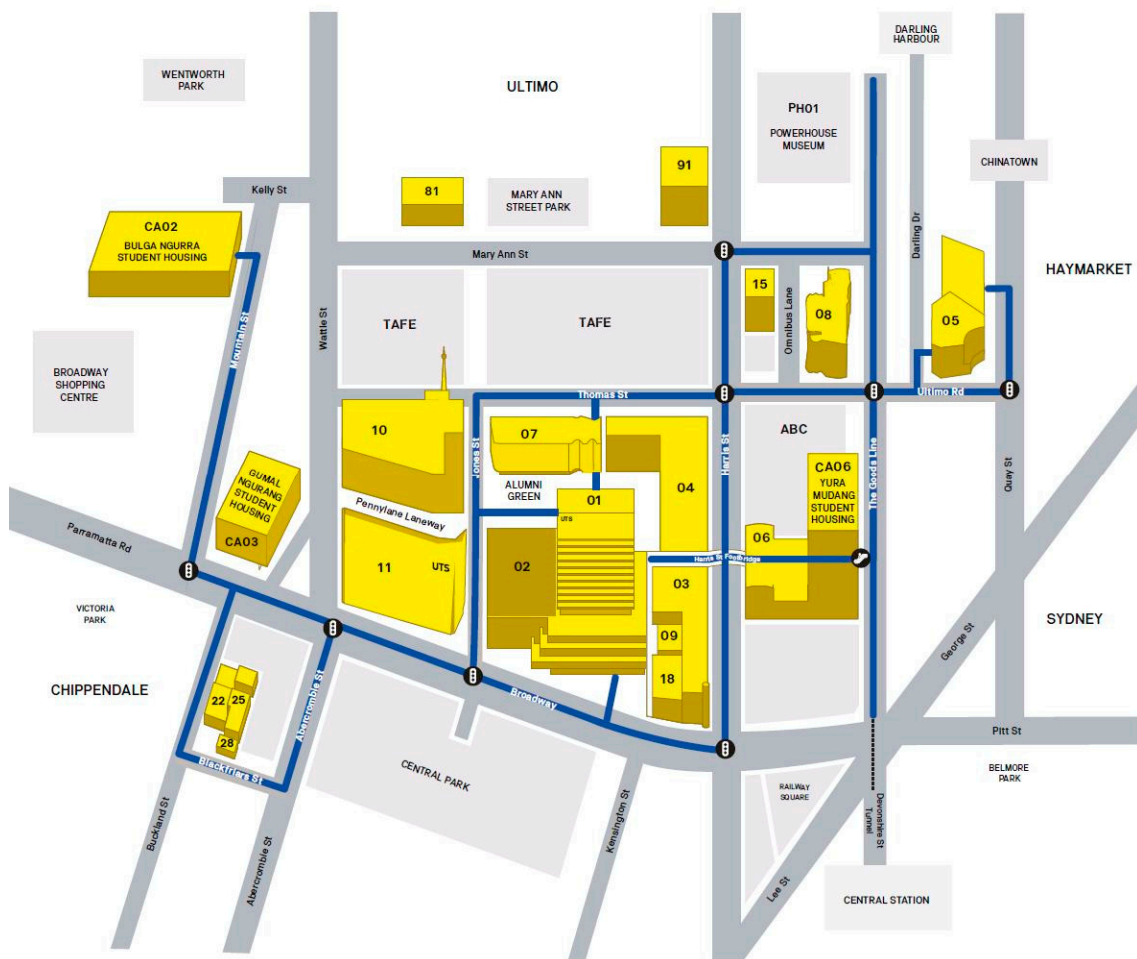 DARLING
HARBOUR
WENTWORTH
PARK
ULTIMO
PH01
POWERHOUSE
MUSEUM
CHINATOWN
91
81
MARY ANN
STREET PARK
Kelly St
CA02
BULGA NGURRA
STUDENT HOUSING
Mary Ann St
Darling Dr
HAYMARKET
15
Omnibus Lane
08
05
TAFE
TAFE
Wattle St
Mountain St
BROADWAY
SHOPPING
CENTRE
Thomas St
Ultimo Rd
10
07
Jones St
Harris St
ABC
The Goods Line
Quay St
GUMAL
NGURANG
STUDENT
HOUSING
CA03
ALUMNI
GREEN
01
UTS
04
CA06
YURA
MUDANG
STUDENT
HOUSING
Pennylane Laneway
Parramatta Rd
11
UTS
02
06
Harris St Footbridge
03
VICTORIA
PARK
George St
SYDNEY
09
18
CHIPPENDALE
22
25
28
Abercrombie St
Broadway
Blackfriars St
Pitt St
BELMORE
PARK
CENTRAL PARK
RAILWAY
SQUARE
Buckland St
Abercrombie St
Kensington St
Lee St
Devonshire St
Tunnel
CENTRAL STATION